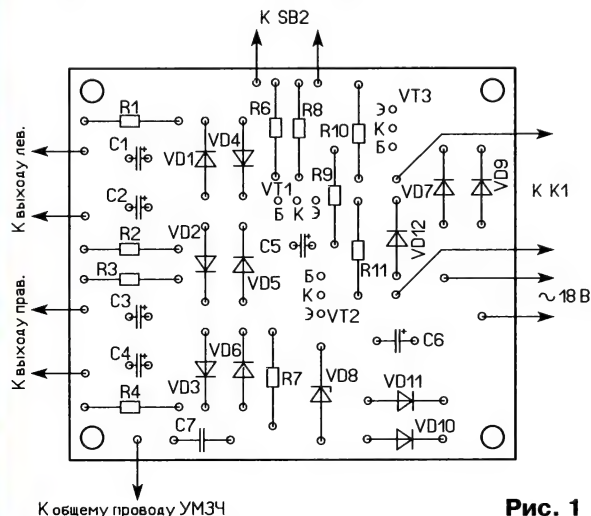 К SB2
R1
C1
VD1
VD4
R6
R8
R10
Э
VT3
К
Б
К выходу лев.
C2
VT1
Б К Э
R9
VD7
VD9
К К1
R2
VD2
C5
VD12
R3
VD5
R11
Б
К
Э VT2
К выходу прав.
C3
~18 В
C4
VD3
VD6
R7
VD8
C6
VD11
R4
C7
VD10
К общему проводу УМЗЧ
Рис. 1